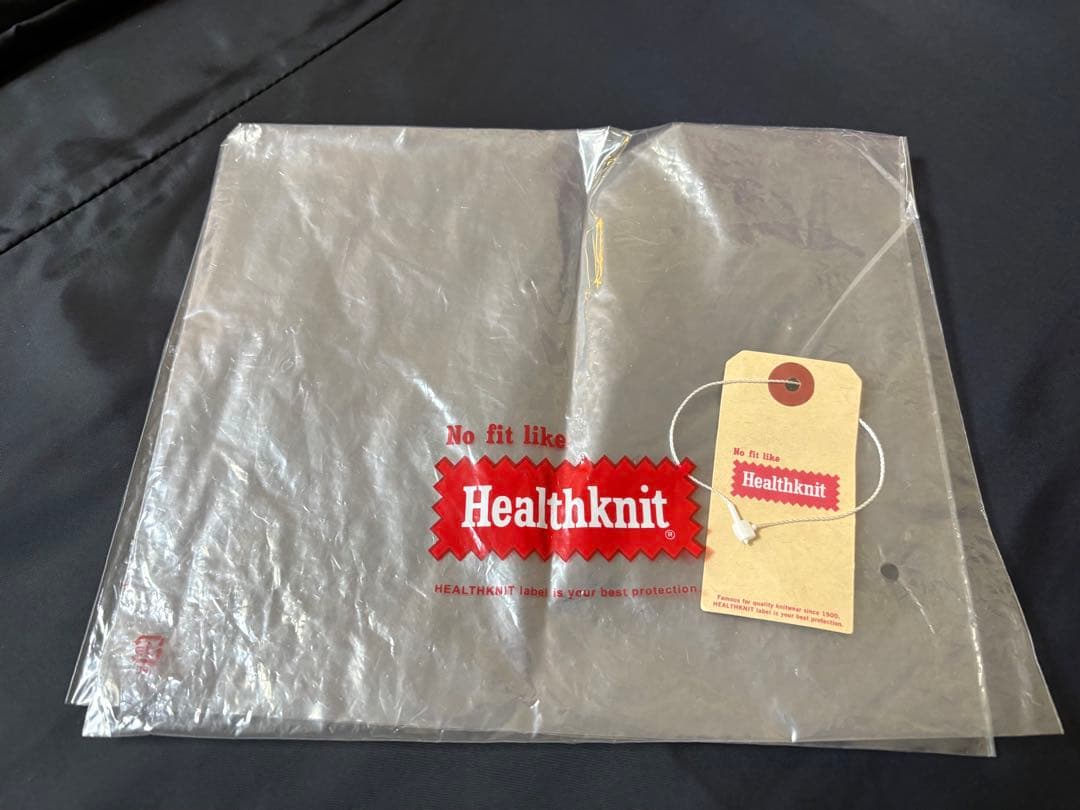 No fit like
Healthknit
®
HEALTHKNIT label is your best protection
No fit like
Healthknit
Famous for quality knitwear since 1900.
HEALTHKNIT label is your best protection.